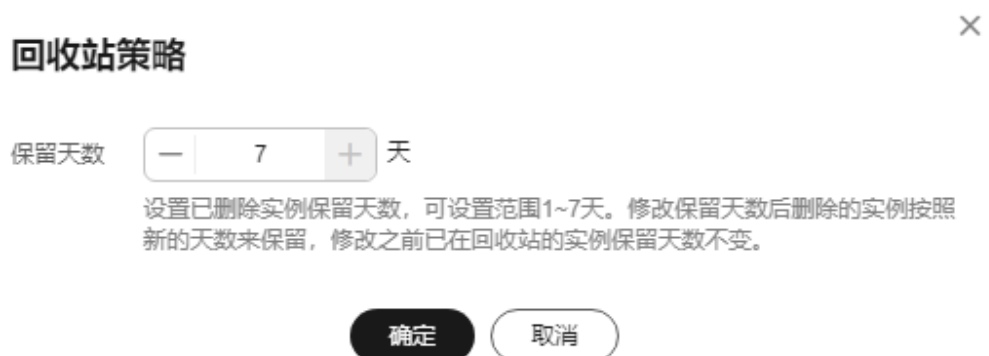 回收站策略
保留天数 — 7 + 天
设置已删除实例保留天数，可设置范围1~7天。修改保留天数后删除的实例按照
新的天数来保留，修改之前已在回收站的实例保留天数不变。
确定 取消